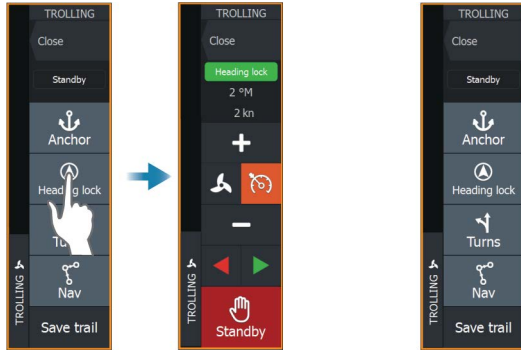 TROLLING
Close
Standby
Anchor
Heading lock
Tu
Nav
Save trail
TROLLING
TROLLING
Close
Heading lock
2 °M
2 kn
Standby
TROLLING
TROLLING
Close
Standby
Anchor
Heading lock
Turns
Nav
Save trail
TROLLING